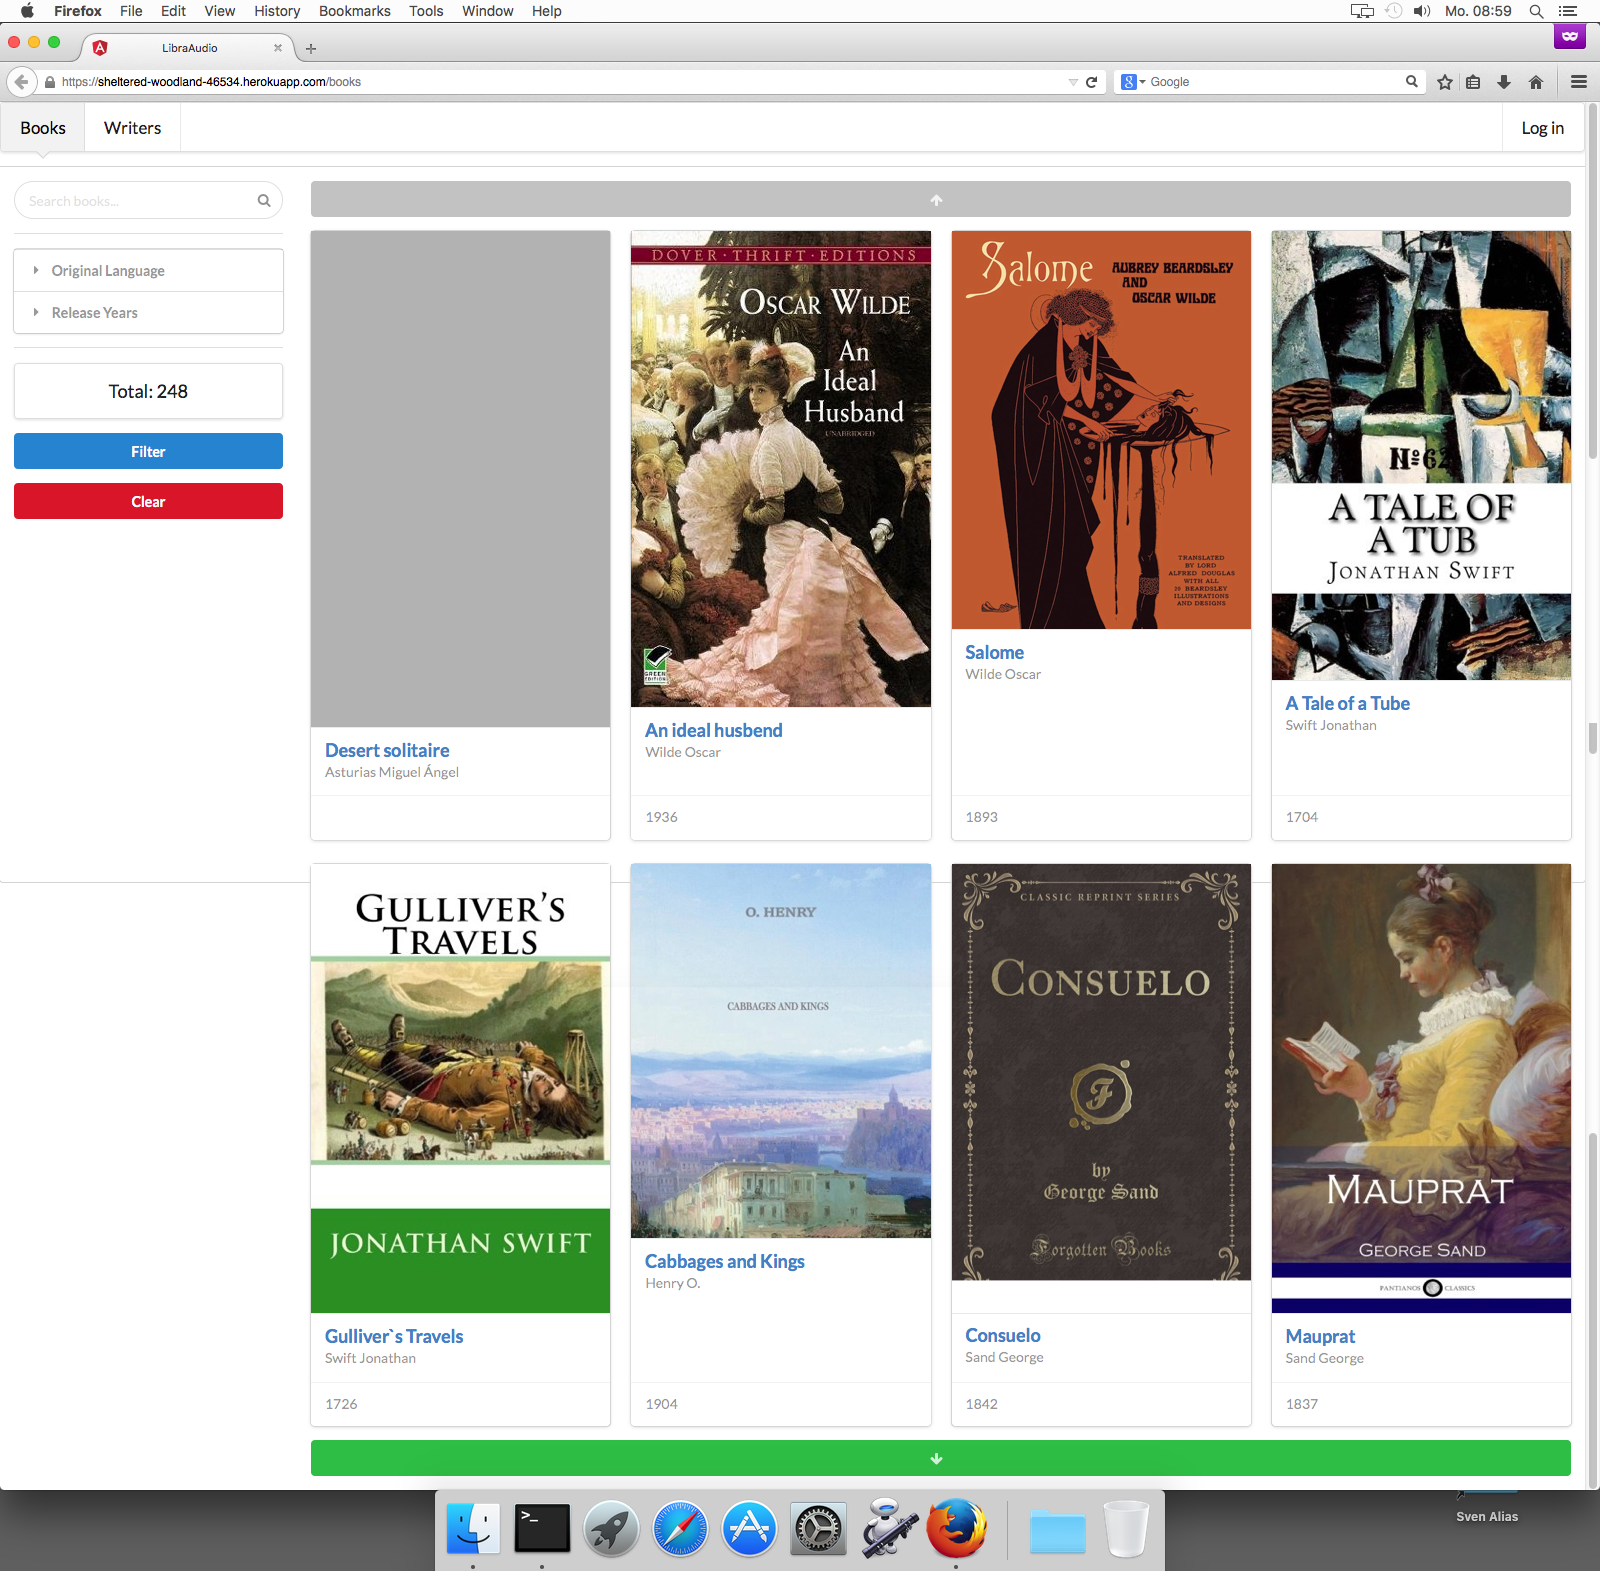 Firefox File Edit View History Bookmarks Tools Window Help Mo. 08:59
LibraAudio
https://sheltered-woodland-46534.herokuapp.com/books
Google
Books Writers Log in
Search books...
Original Language
Release Years
Total: 248
Filter
Clear
Desert solitaire
Asturias Miguel Ángel
DOVER · THRIFT · EDITIONS
OSCAR WILDE
An
Ideal
Husband
UNABRIDGED
GREEN
EDITION
An ideal husbend
Wilde Oscar
1936
Salome
AUBREY BEARDSLEY
AND
OSCAR WILDE
TRANSLATED
BY LORD
ALFRED DOUGLAS
WITH ALL
20 BEARDSLEY
ILLUSTRATIONS
AND DESIGNS
Salome
Wilde Oscar
1893
Nº62
A TALE OF
A TUB
JONATHAN SWIFT
A Tale of a Tube
Swift Jonathan
1704
GULLIVER'S
TRAVELS
JONATHAN SWIFT
Gulliver`s Travels
Swift Jonathan
1726
O. HENRY
CABBAGES AND KINGS
Cabbages and Kings
Henry O.
1904
CLASSIC REPRINT SERIES
CONSUELO
F
by
George Sand
Forgotten Books
Consuelo
Sand George
1842
MAUPRAT
GEORGE SAND
PANTIANOS CLASSICS
Mauprat
Sand George
1837
>_
Sven Alias